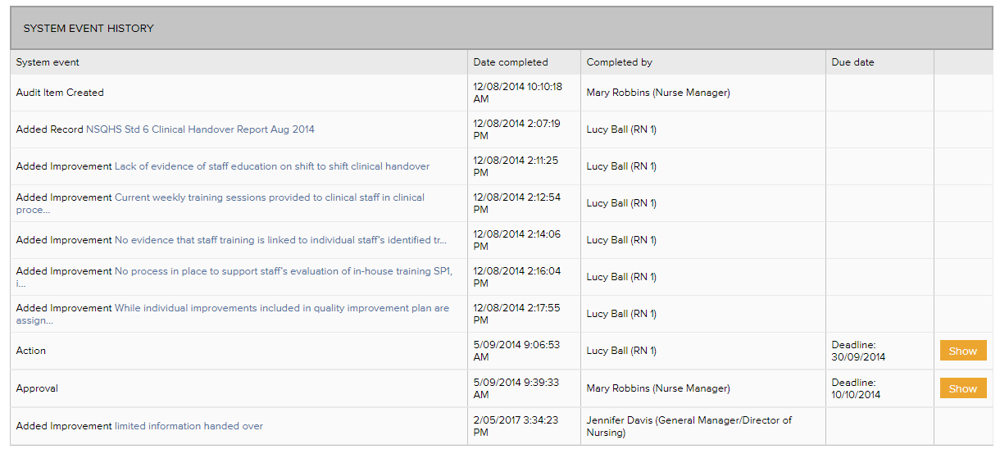 SYSTEM EVENT HISTORY
System event Date completed Completed by Due date
Audit Item Created
12/08/2014 10:10:18
AM
Mary Robbins (Nurse Manager)
Added Record NSQHS Std 6 Clinical Handover Report Aug 2014
12/08/2014 2:07:19
PM
Lucy Ball (RN 1)
Added Improvement Lack of evidence of staff education on shift to shift clinical handover
12/08/2014 2:11:25
PM
Lucy Ball (RN 1)
Added Improvement Current weekly training sessions provided to clinical staff in clinical
proce...
12/08/2014 2:12:54
PM
Lucy Ball (RN 1)
Added Improvement No evidence that staff training is linked to individual staff's identified tr...
12/08/2014 2:14:06
PM
Lucy Ball (RN 1)
Added Improvement No process in place to support staff's evaluation of in-house training SP1,
i...
12/08/2014 2:16:04
PM
Lucy Ball (RN 1)
Added Improvement While individual improvements included in quality improvement plan are
assign...
12/08/2014 2:17:55
PM
Lucy Ball (RN 1)
Action
5/09/2014 9:06:53
AM
Lucy Ball (RN 1)
Deadline:
30/09/2014
Show
Approval
5/09/2014 9:39:33
AM
Mary Robbins (Nurse Manager)
Deadline:
10/10/2014
Show
Added Improvement limited information handed over
2/05/2017 3:34:23
PM
Jennifer Davis (General Manager/Director of
Nursing)